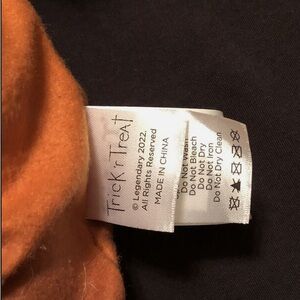 Trick 'r Treat
© Legendary 2022.
All Rights Reserved
MADE IN CHINA
Do Not Wash
Do Not Bleach
Do Not Dry
Do Not Iron
Do Not Dry Clean